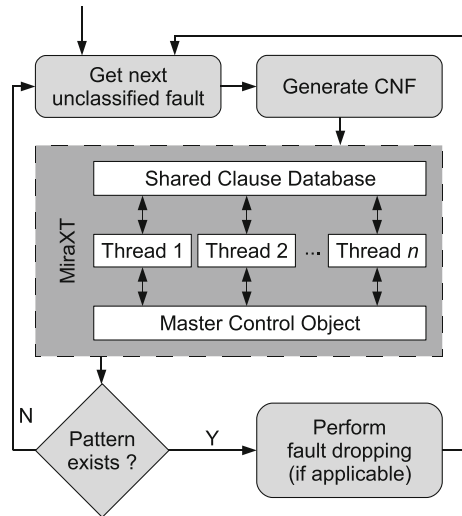 Get next
unclassified fault
Generate CNF
MiraXT
Shared Clause Database
Thread 1 Thread 2 ... Thread n
Master Control Object
N
Pattern
exists ?
Y
Perform
fault dropping
(if applicable)